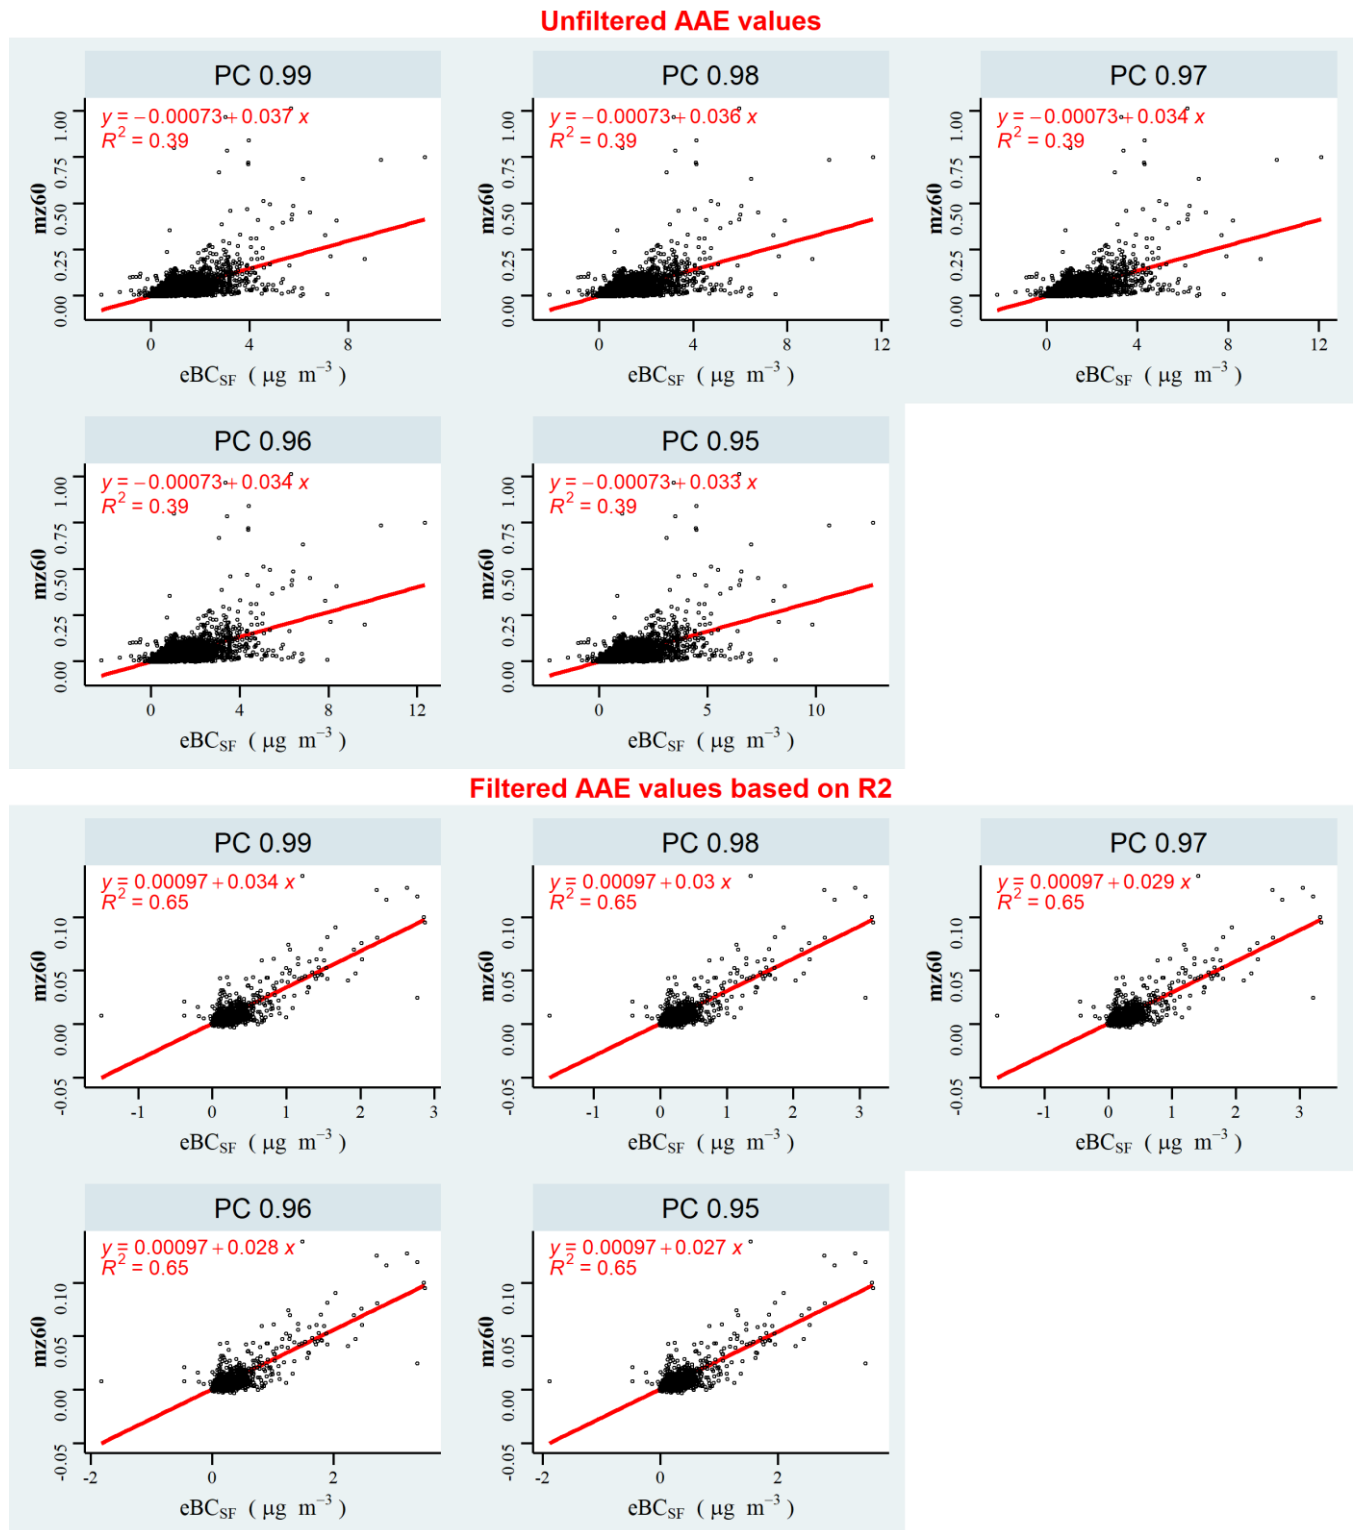 Unfiltered AAE values
PC 0.99
PC 0.98
PC 0.97
y = −0.00073 + 0.037 x
R² = 0.39
y = −0.00073 + 0.036 x
R² = 0.39
y = −0.00073 + 0.034 x
R² = 0.39
mz60
0.00 0.25 0.50 0.75 1.00
mz60
0.00 0.25 0.50 0.75 1.00
mz60
0.00 0.25 0.50 0.75 1.00
0 4 8
0 4 8 12
0 4 8 12
eBC_SF ( μg m⁻³ )
eBC_SF ( μg m⁻³ )
eBC_SF ( μg m⁻³ )
PC 0.96
PC 0.95
y = −0.00073 + 0.034 x
R² = 0.39
y = −0.00073 + 0.033 x
R² = 0.39
mz60
0.00 0.25 0.50 0.75 1.00
mz60
0.00 0.25 0.50 0.75 1.00
0 4 8 12
0 5 10
eBC_SF ( μg m⁻³ )
eBC_SF ( μg m⁻³ )
Filtered AAE values based on R2
PC 0.99
PC 0.98
PC 0.97
y = 0.00097 + 0.034 x
R² = 0.65
y = 0.00097 + 0.03 x
R² = 0.65
y = 0.00097 + 0.029 x
R² = 0.65
mz60
-0.05 0.00 0.05 0.10
mz60
-0.05 0.00 0.05 0.10
mz60
-0.05 0.00 0.05 0.10
-1 0 1 2 3
-1 0 1 2 3
-1 0 1 2 3
eBC_SF ( μg m⁻³ )
eBC_SF ( μg m⁻³ )
eBC_SF ( μg m⁻³ )
PC 0.96
PC 0.95
y = 0.00097 + 0.028 x
R² = 0.65
y = 0.00097 + 0.027 x
R² = 0.65
mz60
-0.05 0.00 0.05 0.10
mz60
-0.05 0.00 0.05 0.10
-2 0 2
-2 0 2
eBC_SF ( μg m⁻³ )
eBC_SF ( μg m⁻³ )